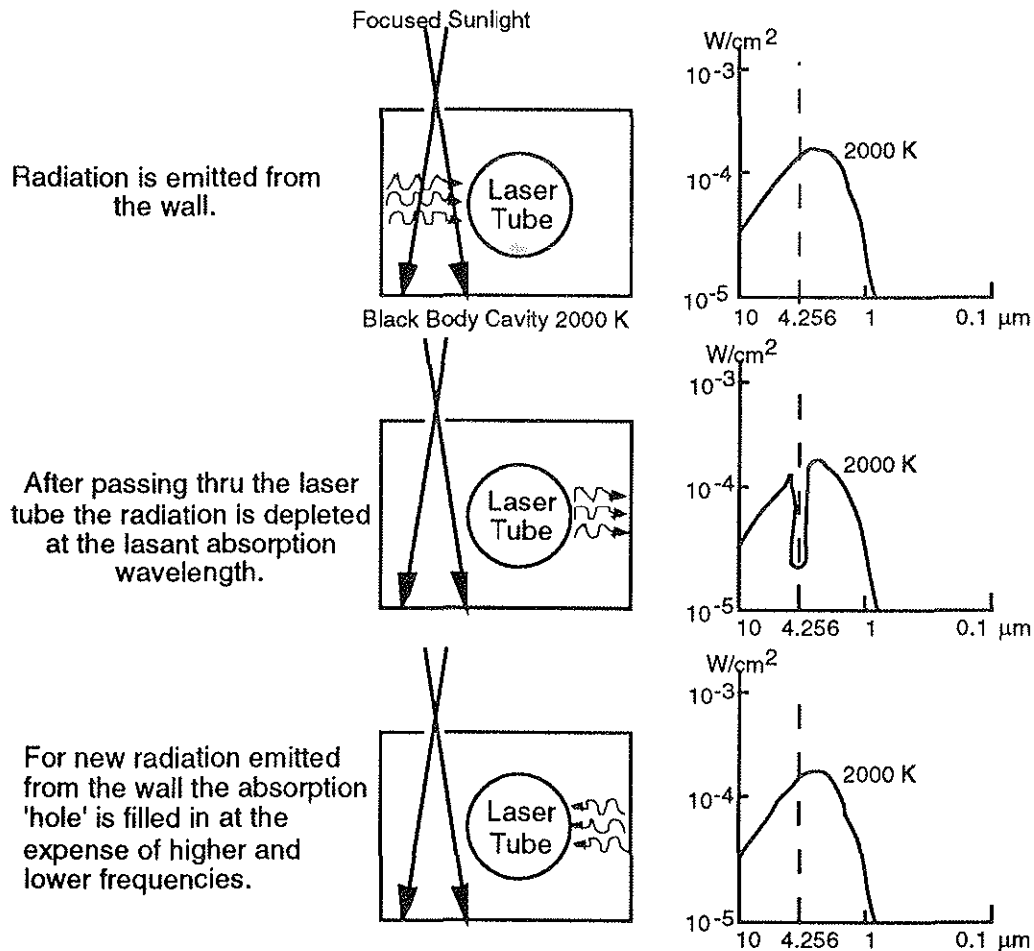 Focused Sunlight
Radiation is emitted from
the wall.
Laser
Tube
Black Body Cavity 2000 K
W/cm2
10-3
10-4
10-5
2000 K
10 4.256 1 0.1 μm
After passing thru the laser
tube the radiation is depleted
at the lasant absorption
wavelength.
Laser
Tube
W/cm2
10-3
10-4
10-5
2000 K
10 4.256 1 0.1 μm
For new radiation emitted
from the wall the absorption
'hole' is filled in at the
expense of higher and
lower frequencies.
Laser
Tube
W/cm2
10-3
10-4
10-5
2000 K
10 4.256 1 0.1 μm